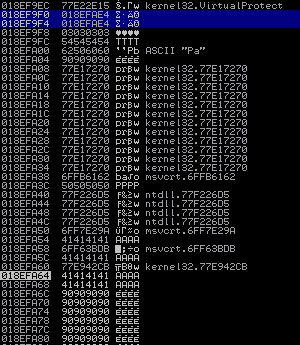 018EF9EC 77E22E15 §.Γw kernel32.VirtualProtect
018EF9F0 018EFAE4 Σ·Ä☺
018EF9F4 018EFAE4 Σ·Ä☺
018EF9F8 03030303 ♥♥♥♥
018EF9FC 54545454 TTTT
018EFA00 62506060 ``Pb ASCII "Pa"
018EFA04 90909090 ÉÉÉÉ
018EFA08 77E17270 prßw kernel32.77E17270
018EFA0C 77E17270 prßw kernel32.77E17270
018EFA10 77E17270 prßw kernel32.77E17270
018EFA14 77E17270 prßw kernel32.77E17270
018EFA18 77E17270 prßw kernel32.77E17270
018EFA1C 77E17270 prßw kernel32.77E17270
018EFA20 77E17270 prßw kernel32.77E17270
018EFA24 77E17270 prßw kernel32.77E17270
018EFA28 77E17270 prßw kernel32.77E17270
018EFA2C 77E17270 prßw kernel32.77E17270
018EFA30 77E17270 prßw kernel32.77E17270
018EFA34 77E17270 prßw kernel32.77E17270
018EFA38 6FFB6162 ba√o msvcrt.6FFB6162
018EFA3C 50505050 PPPP
018EFA40 77F226D5 ╒&≥w ntdll.77F226D5
018EFA44 77F226D5 ╒&≥w ntdll.77F226D5
018EFA48 77F226D5 ╒&≥w ntdll.77F226D5
018EFA4C 77F226D5 ╒&≥w ntdll.77F226D5
018EFA50 6FF7E29A ÜΓ≈o msvcrt.6FF7E29A
018EFA54 41414141 AAAA
018EFA58 6FF63BDB █;÷o msvcrt.6FF63BDB
018EFA5C 41414141 AAAA
018EFA60 77E942CB ╦BΘw kernel32.77E942CB
018EFA64 41414141 AAAA
018EFA68 41414141 AAAA
018EFA6C 90909090 ÉÉÉÉ
018EFA70 90909090 ÉÉÉÉ
018EFA74 90909090 ÉÉÉÉ
018EFA78 90909090 ÉÉÉÉ
018EFA7C 90909090 ÉÉÉÉ
018EFA80 90909090 ÉÉÉÉ